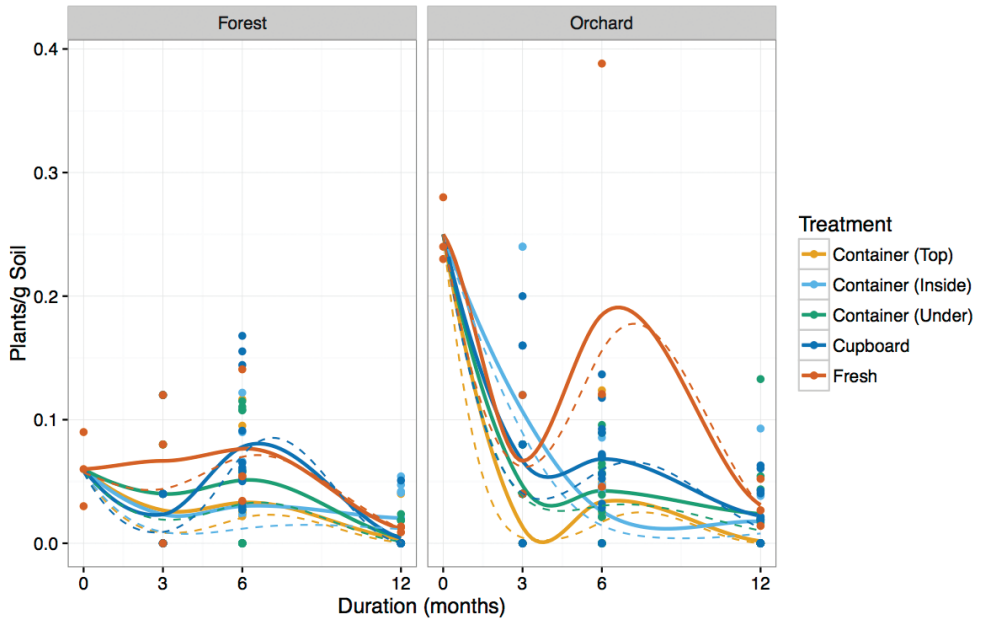 Forest
Orchard
0.4
0.3
0.2
0.1
0.0
Plants/g Soil
0 3 6 12
0 3 6 12
Duration (months)
Treatment
Container (Top)
Container (Inside)
Container (Under)
Cupboard
Fresh